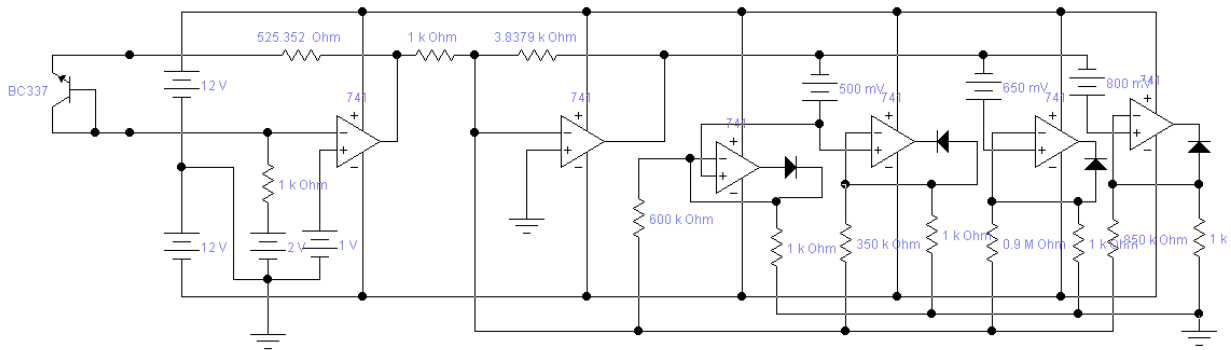 525.352 Ohm
1 k Ohm
3.8379 k Ohm
BC337
12 V
500 mV
650 mV
800 mV
741
741
741
741
741
741
1 k Ohm
600 k Ohm
12 V
2 V
1 V
1 k Ohm
350 k Ohm
1 k Ohm
0.9 M Ohm
1 k Ohm
850 k Ohm
1 k